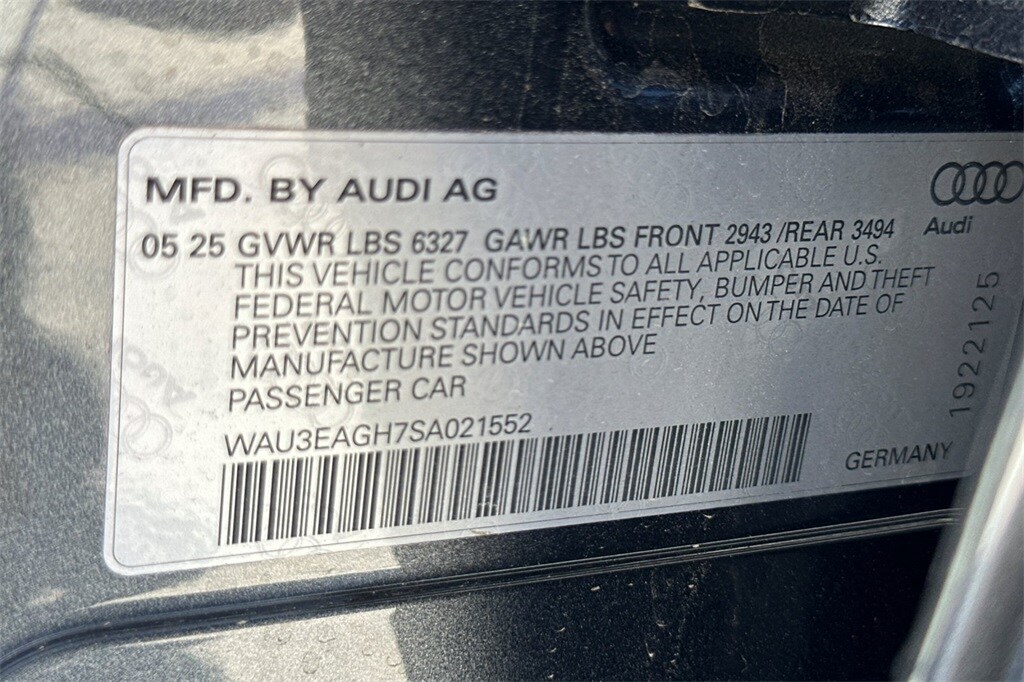 MFD. BY AUDI AG
Audi
05 25 GVWR LBS 6327 GAWR LBS FRONT 2943 /REAR 3494
THIS VEHICLE CONFORMS TO ALL APPLICABLE U.S.
FEDERAL MOTOR VEHICLE SAFETY, BUMPER AND THEFT
PREVENTION STANDARDS IN EFFECT ON THE DATE OF
MANUFACTURE SHOWN ABOVE
PASSENGER CAR
WAU3EAGH7SA021552
GERMANY
1922125